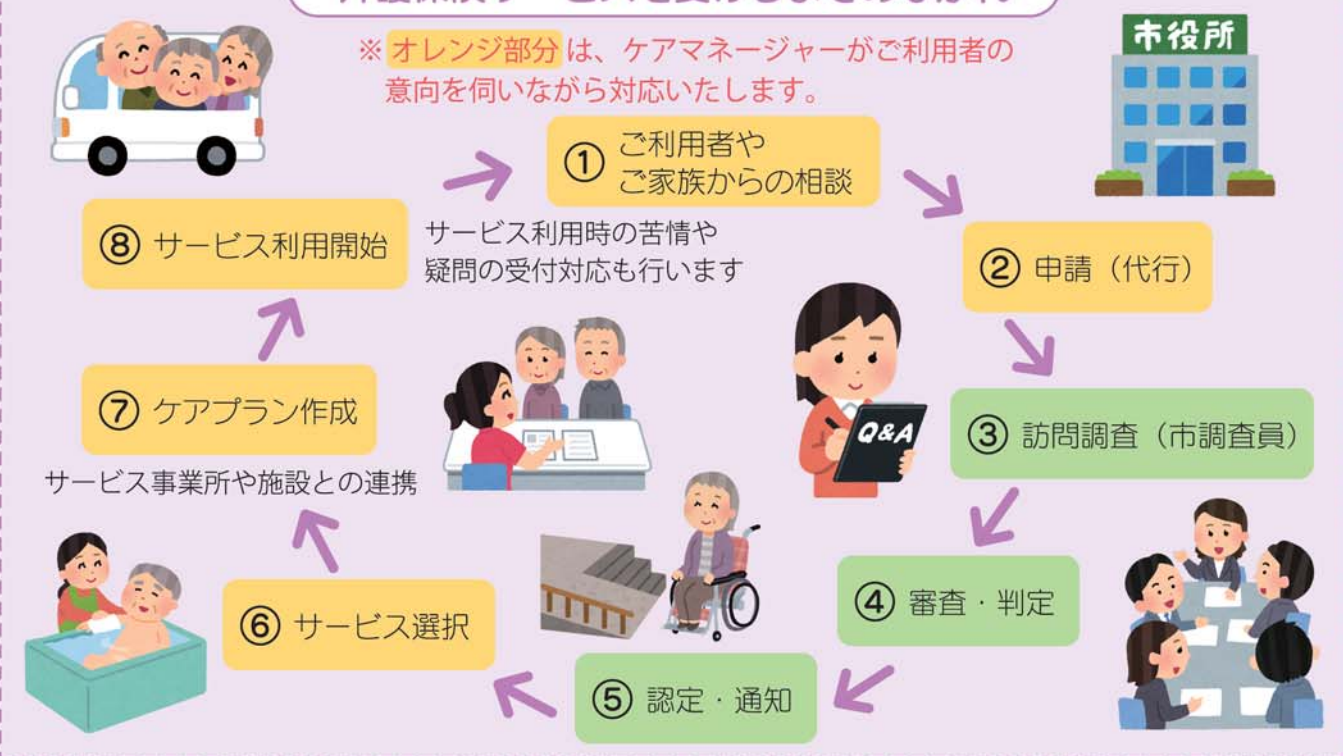 ※オレンジ部分は、ケアマネージャーがご利用者の
意向を伺いながら対応いたします。
市役所
① ご利用者や
ご家族からの相談
② 申請（代行）
③ 訪問調査（市調査員）
Q&A
④ 審査・判定
⑤ 認定・通知
⑥ サービス選択
⑦ ケアプラン作成
サービス事業所や施設との連携
⑧ サービス利用開始
サービス利用時の苦情や
疑問の受付対応も行います